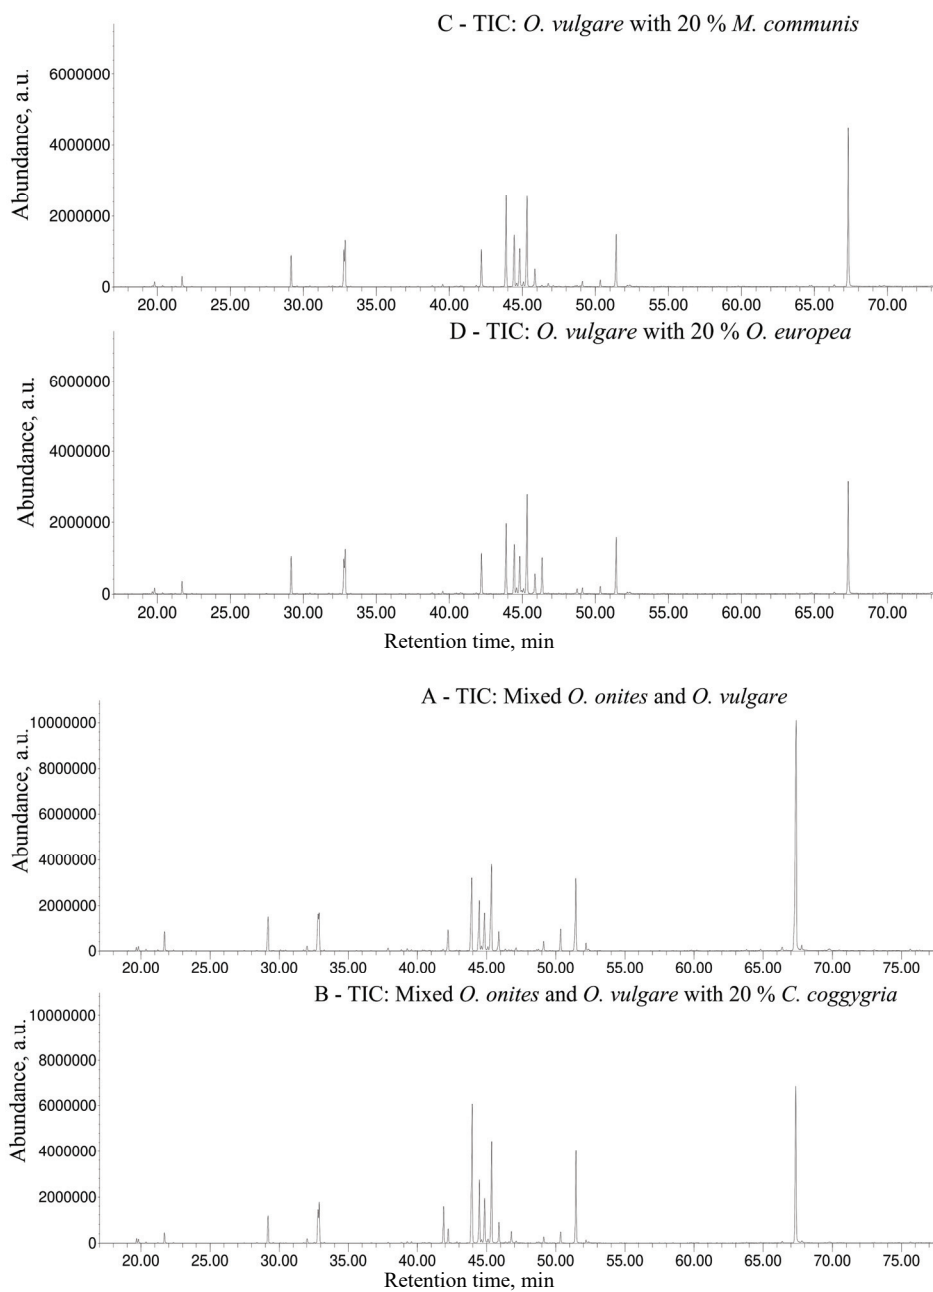 C - TIC: O. vulgare with 20 % M. communis
Abundance, a.u.
6000000
4000000
2000000
0
20.00 25.00 30.00 35.00 40.00 45.00 50.00 55.00 60.00 65.00 70.00
D - TIC: O. vulgare with 20 % O. europea
Abundance, a.u.
6000000
4000000
2000000
0
20.00 25.00 30.00 35.00 40.00 45.00 50.00 55.00 60.00 65.00 70.00
Retention time, min
A - TIC: Mixed O. onites and O. vulgare
Abundance, a.u.
10000000
8000000
6000000
4000000
2000000
0
20.00 25.00 30.00 35.00 40.00 45.00 50.00 55.00 60.00 65.00 70.00 75.00
B - TIC: Mixed O. onites and O. vulgare with 20 % C. coggygria
Abundance, a.u.
10000000
8000000
6000000
4000000
2000000
0
20.00 25.00 30.00 35.00 40.00 45.00 50.00 55.00 60.00 65.00 70.00 75.00
Retention time, min